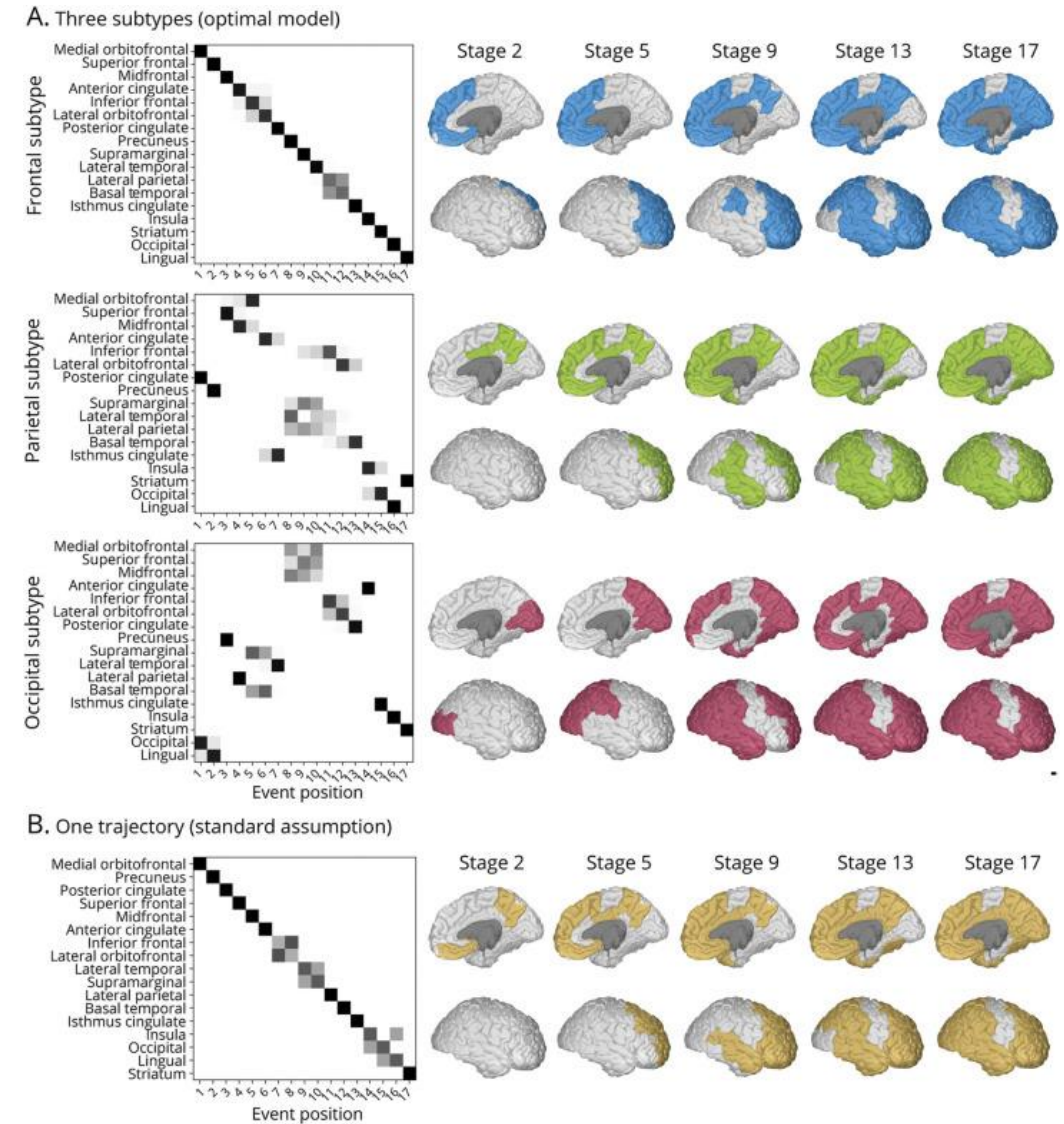 A. Three subtypes (optimal model)
Stage 2 Stage 5 Stage 9 Stage 13 Stage 17
Frontal subtype
Medial orbitofrontal
Superior frontal
Midfrontal
Anterior cingulate
Inferior frontal
Lateral orbitofrontal
Posterior cingulate
Precuneus
Supramarginal
Lateral temporal
Lateral parietal
Basal temporal
Isthmus cingulate
Insula
Striatum
Occipital
Lingual
1 2 3 4 5 6 7 8 9 10 11 12 13 14 15 16 17
Parietal subtype
Medial orbitofrontal
Superior frontal
Midfrontal
Anterior cingulate
Inferior frontal
Lateral orbitofrontal
Posterior cingulate
Precuneus
Supramarginal
Lateral temporal
Lateral parietal
Basal temporal
Isthmus cingulate
Insula
Striatum
Occipital
Lingual
1 2 3 4 5 6 7 8 9 10 11 12 13 14 15 16 17
Occipital subtype
Medial orbitofrontal
Superior frontal
Midfrontal
Anterior cingulate
Inferior frontal
Lateral orbitofrontal
Posterior cingulate
Precuneus
Supramarginal
Lateral temporal
Lateral parietal
Basal temporal
Isthmus cingulate
Insula
Striatum
Occipital
Lingual
1 2 3 4 5 6 7 8 9 10 11 12 13 14 15 16 17
Event position
B. One trajectory (standard assumption)
Stage 2 Stage 5 Stage 9 Stage 13 Stage 17
Medial orbitofrontal
Precuneus
Posterior cingulate
Superior frontal
Midfrontal
Anterior cingulate
Inferior frontal
Lateral orbitofrontal
Lateral temporal
Supramarginal
Lateral parietal
Basal temporal
Isthmus cingulate
Insula
Occipital
Lingual
Striatum
1 2 3 4 5 6 7 8 9 10 11 12 13 14 15 16 17
Event position